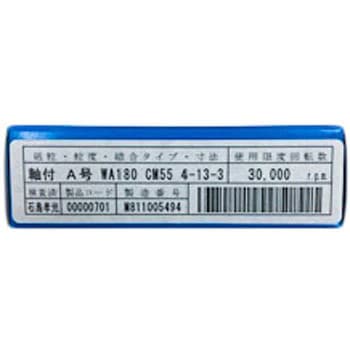 砥粒・粒度・結合タイプ・寸法 使用限度回転数
軸付 A号 WA180 CM55 4-13-3 30,000 r.p.m
検査済 製品コード 製造番号
石島孝光 00000701 M811005494